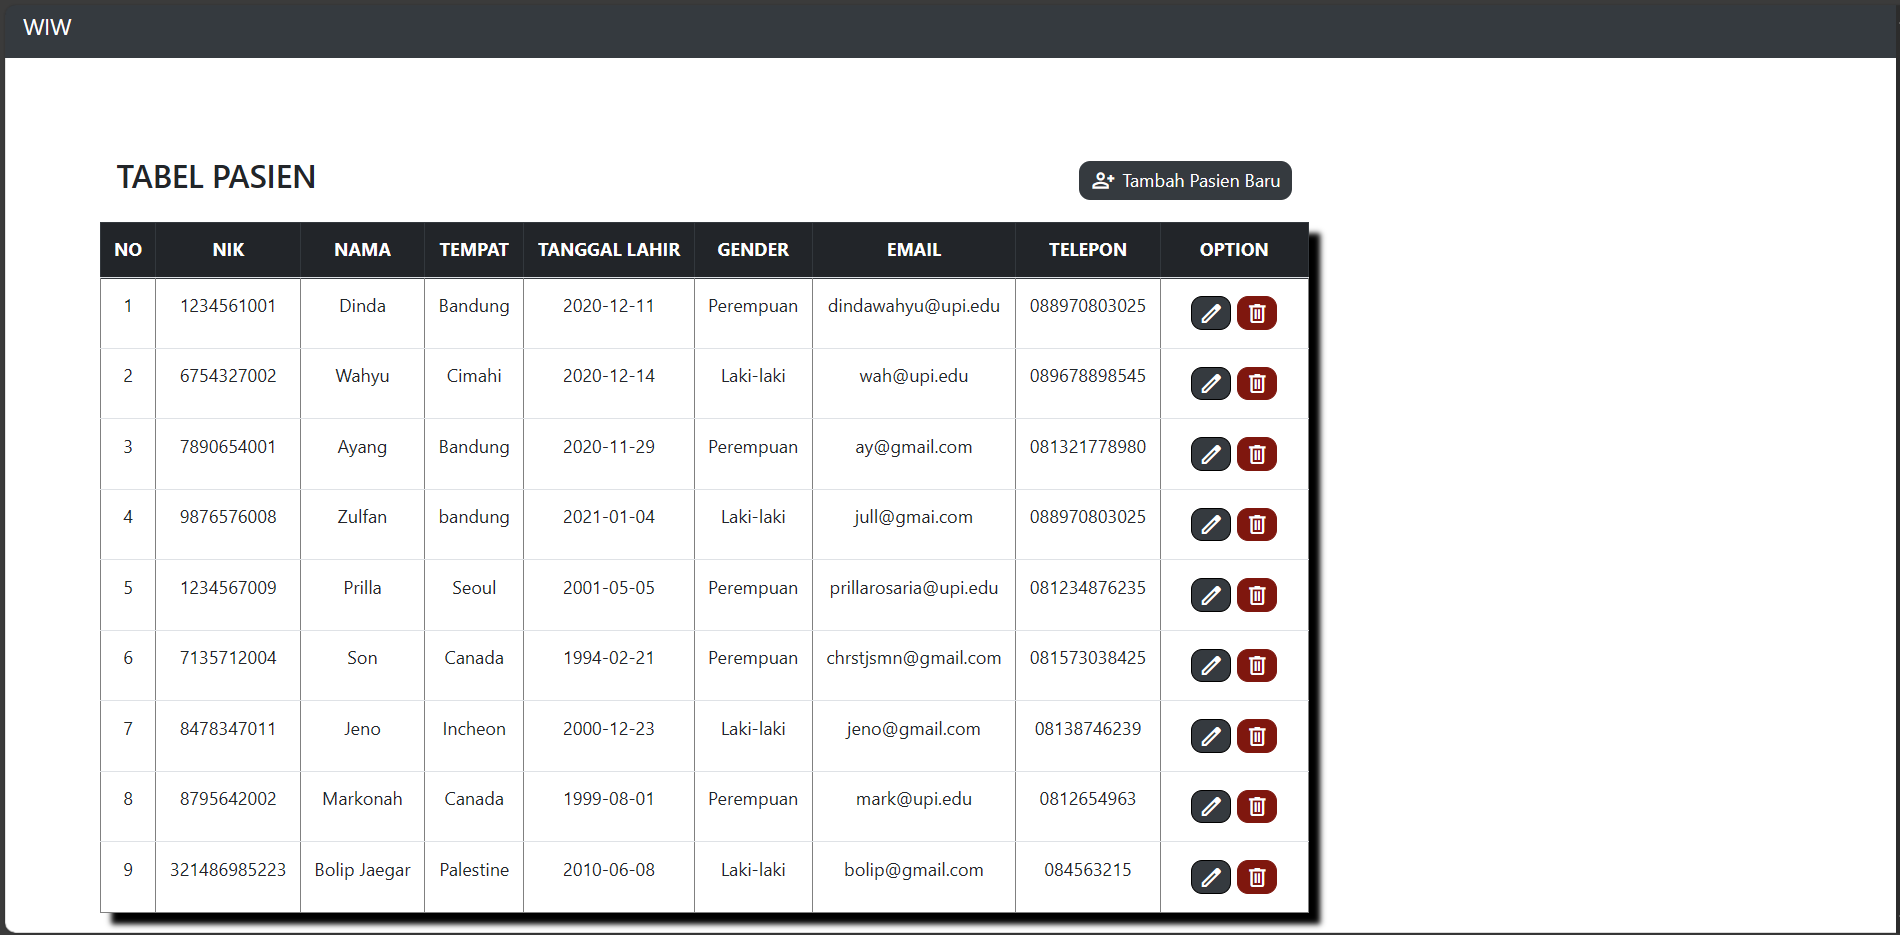 WIW
TABEL PASIEN
Tambah Pasien Baru
NO NIK NAMA TEMPAT TANGGAL LAHIR GENDER EMAIL TELEPON OPTION
1 1234561001 Dinda Bandung 2020-12-11 Perempuan dindawahyu@upi.edu 088970803025
2 6754327002 Wahyu Cimahi 2020-12-14 Laki-laki wah@upi.edu 089678898545
3 7890654001 Ayang Bandung 2020-11-29 Perempuan ay@gmail.com 081321778980
4 9876576008 Zulfan bandung 2021-01-04 Laki-laki jull@gmai.com 088970803025
5 1234567009 Prilla Seoul 2001-05-05 Perempuan prillarosaria@upi.edu 081234876235
6 7135712004 Son Canada 1994-02-21 Perempuan chrstjsmn@gmail.com 081573038425
7 8478347011 Jeno Incheon 2000-12-23 Laki-laki jeno@gmail.com 08138746239
8 8795642002 Markonah Canada 1999-08-01 Perempuan mark@upi.edu 0812654963
9 321486985223 Bolip Jaegar Palestine 2010-06-08 Laki-laki bolip@gmail.com 084563215